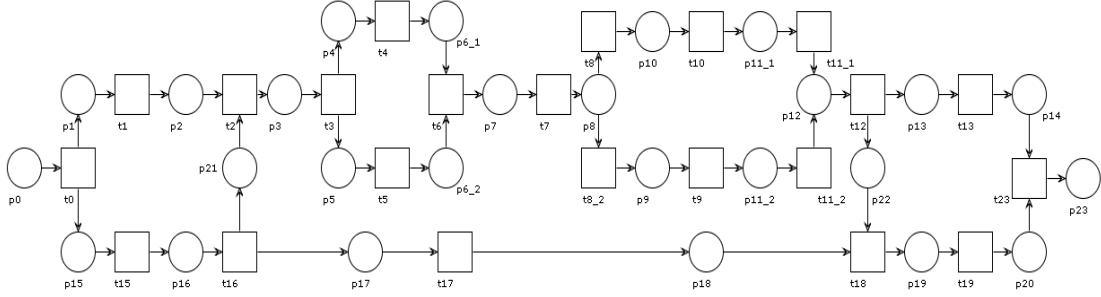 p4 t4 p6_1
t8 p10 t10 p11_1 t11_1
p1 t1 p2 t2 p3 t3 t6 p7 t7 p8 p12 t12 p13 t13 p14
p0 t0 p21 p5 t5 p6_2 t8_2 p9 t9 p11_2 t11_2 p22 t23 p23
p15 t15 p16 t16 p17 t17 p18 t18 p19 t19 p20